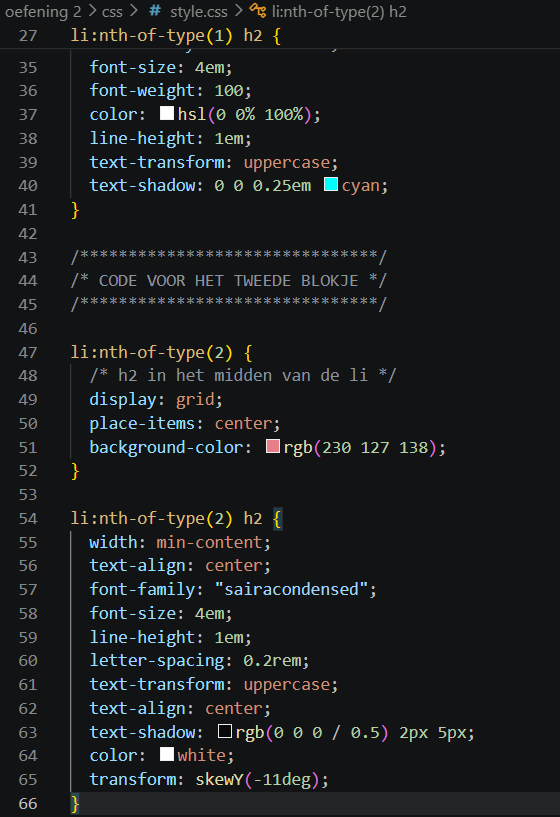 oefening 2 > css > # style.css > li:nth-of-type(2) h2
27 li:nth-of-type(1) h2 {
35 font-size: 4em;
36 font-weight: 100;
37 color: hsl(0 0% 100%);
38 line-height: 1em;
39 text-transform: uppercase;
40 text-shadow: 0 0 0.25em cyan;
41 }
42
43 /*******************************/
44 /* CODE VOOR HET TWEEDE BLOKJE */
45 /*******************************/
46
47 li:nth-of-type(2) {
48 /* h2 in het midden van de li */
49 display: grid;
50 place-items: center;
51 background-color: rgb(230 127 138);
52 }
53
54 li:nth-of-type(2) h2 {
55 width: min-content;
56 text-align: center;
57 font-family: "sairacondensed";
58 font-size: 4em;
59 line-height: 1em;
60 letter-spacing: 0.2rem;
61 text-transform: uppercase;
62 text-align: center;
63 text-shadow: rgb(0 0 0 / 0.5) 2px 5px;
64 color: white;
65 transform: skewY(-11deg);
66 }